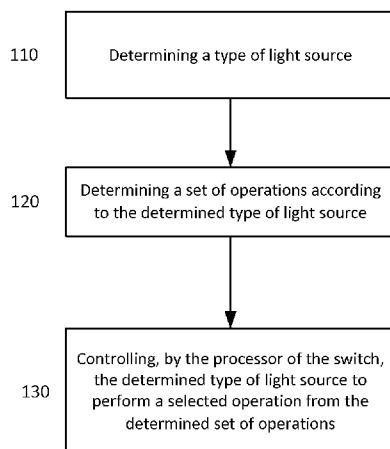 110
Determining a type of light source
120
Determining a set of operations according
to the determined type of light source
130
Controlling, by the processor of the switch,
the determined type of light source to
perform a selected operation from the
determined set of operations